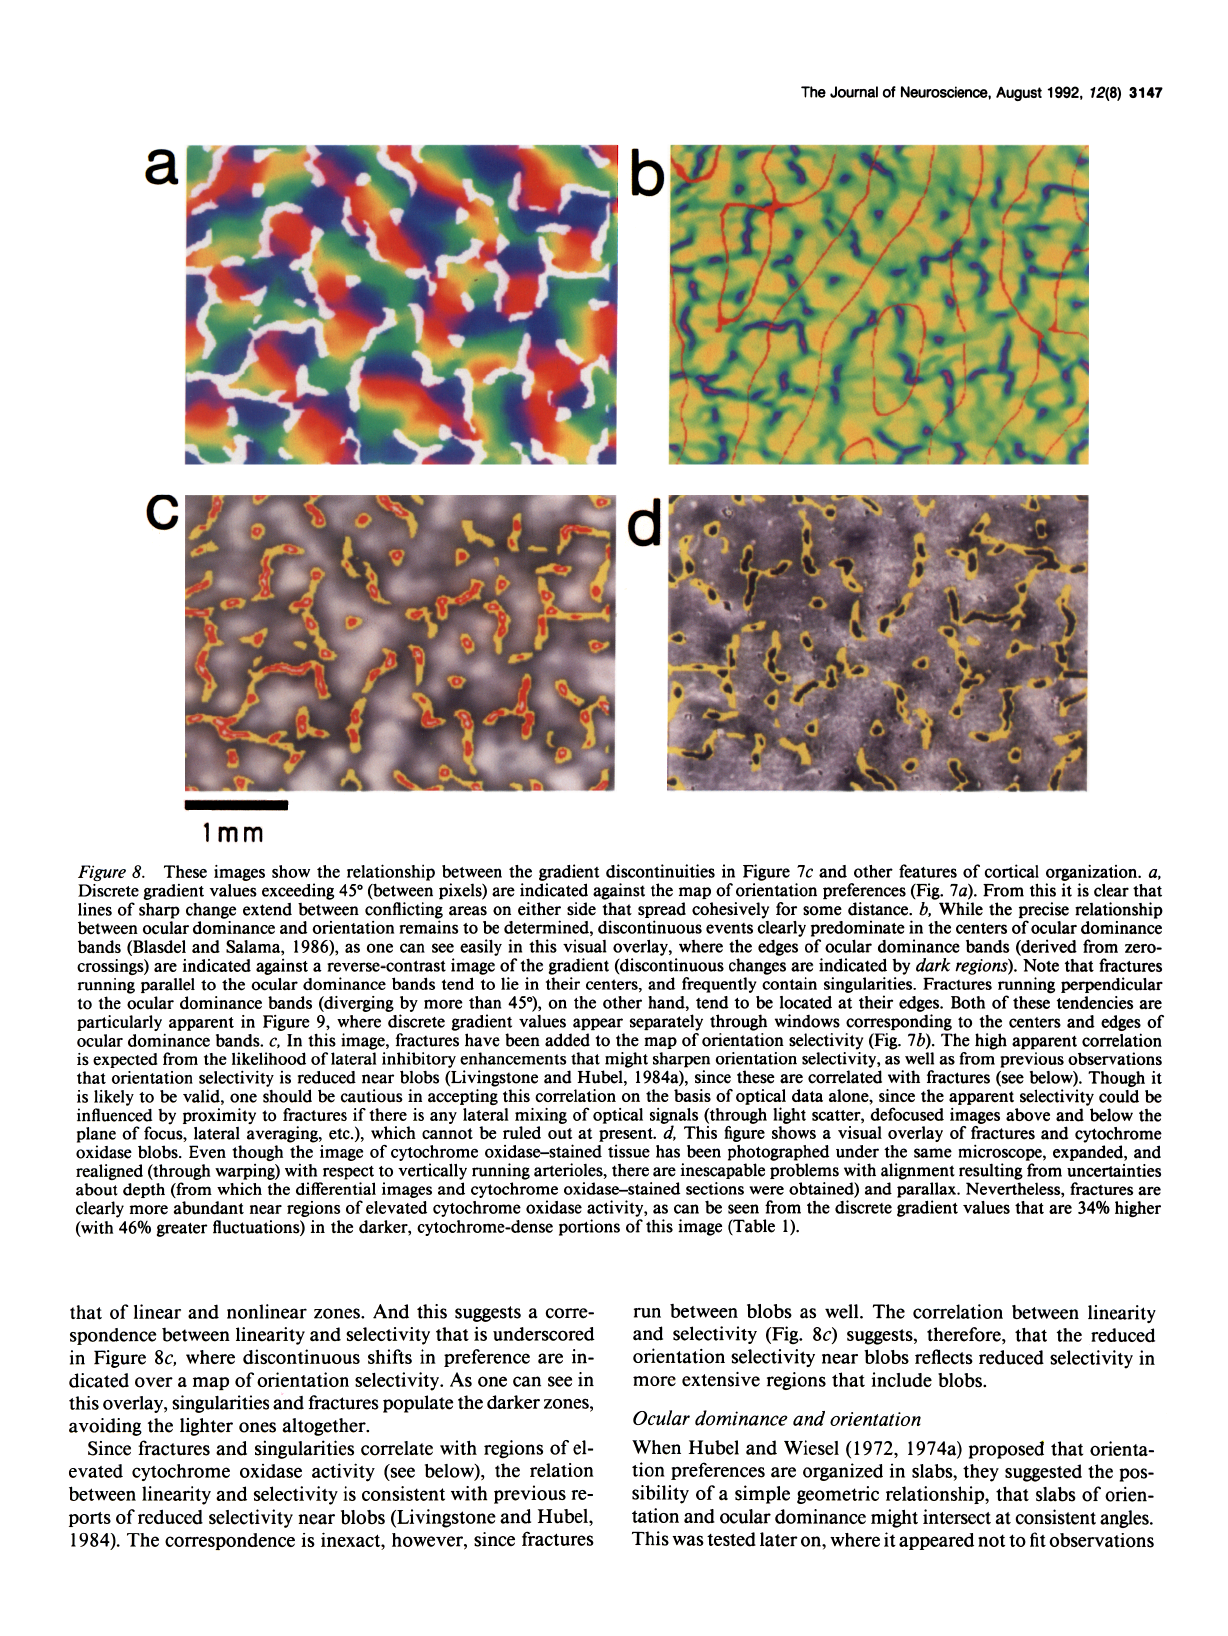 The Journal of Neuroscience, August 1992, 12(8) 3147
a
b
c
d
1mm
Figure 8. These images show the relationship between the gradient discontinuities in Figure 7c and other features of cortical organization. a,
Discrete gradient values exceeding 45° (between pixels) are indicated against the map of orientation preferences (Fig. 7a). From this it is clear that
lines of sharp change extend between conflicting areas on either side that spread cohesively for some distance. b, While the precise relationship
between ocular dominance and orientation remains to be determined, discontinuous events clearly predominate in the centers of ocular dominance
bands (Blasdel and Salama, 1986), as one can see easily in this visual overlay, where the edges of ocular dominance bands (derived from zero-
crossings) are indicated against a reverse-contrast image of the gradient (discontinuous changes are indicated by dark regions). Note that fractures
running parallel to the ocular dominance bands tend to lie in their centers, and frequently contain singularities. Fractures running perpendicular
to the ocular dominance bands (diverging by more than 45°), on the other hand, tend to be located at their edges. Both of these tendencies are
particularly apparent in Figure 9, where discrete gradient values appear separately through windows corresponding to the centers and edges of
ocular dominance bands. c, In this image, fractures have been added to the map of orientation selectivity (Fig. 7b). The high apparent correlation
is expected from the likelihood of lateral inhibitory enhancements that might sharpen orientation selectivity, as well as from previous observations
that orientation selectivity is reduced near blobs (Livingstone and Hubel, 1984a), since these are correlated with fractures (see below). Though it
is likely to be valid, one should be cautious in accepting this correlation on the basis of optical data alone, since the apparent selectivity could be
influenced by proximity to fractures if there is any lateral mixing of optical signals (through light scatter, defocused images above and below the
plane of focus, lateral averaging, etc.), which cannot be ruled out at present. d, This figure shows a visual overlay of fractures and cytochrome
oxidase blobs. Even though the image of cytochrome oxidase–stained tissue has been photographed under the same microscope, expanded, and
realigned (through warping) with respect to vertically running arterioles, there are inescapable problems with alignment resulting from uncertainties
about depth (from which the differential images and cytochrome oxidase–stained sections were obtained) and parallax. Nevertheless, fractures are
clearly more abundant near regions of elevated cytochrome oxidase activity, as can be seen from the discrete gradient values that are 34% higher
(with 46% greater fluctuations) in the darker, cytochrome-dense portions of this image (Table 1).
that of linear and nonlinear zones. And this suggests a corre-
spondence between linearity and selectivity that is underscored
in Figure 8c, where discontinuous shifts in preference are in-
dicated over a map of orientation selectivity. As one can see in
this overlay, singularities and fractures populate the darker zones,
avoiding the lighter ones altogether.
Since fractures and singularities correlate with regions of el-
evated cytochrome oxidase activity (see below), the relation
between linearity and selectivity is consistent with previous re-
ports of reduced selectivity near blobs (Livingstone and Hubel,
1984). The correspondence is inexact, however, since fractures
run between blobs as well. The correlation between linearity
and selectivity (Fig. 8c) suggests, therefore, that the reduced
orientation selectivity near blobs reflects reduced selectivity in
more extensive regions that include blobs.
Ocular dominance and orientation
When Hubel and Wiesel (1972, 1974a) proposed that orienta-
tion preferences are organized in slabs, they suggested the pos-
sibility of a simple geometric relationship, that slabs of orien-
tation and ocular dominance might intersect at consistent angles.
This was tested later on, where it appeared not to fit observations